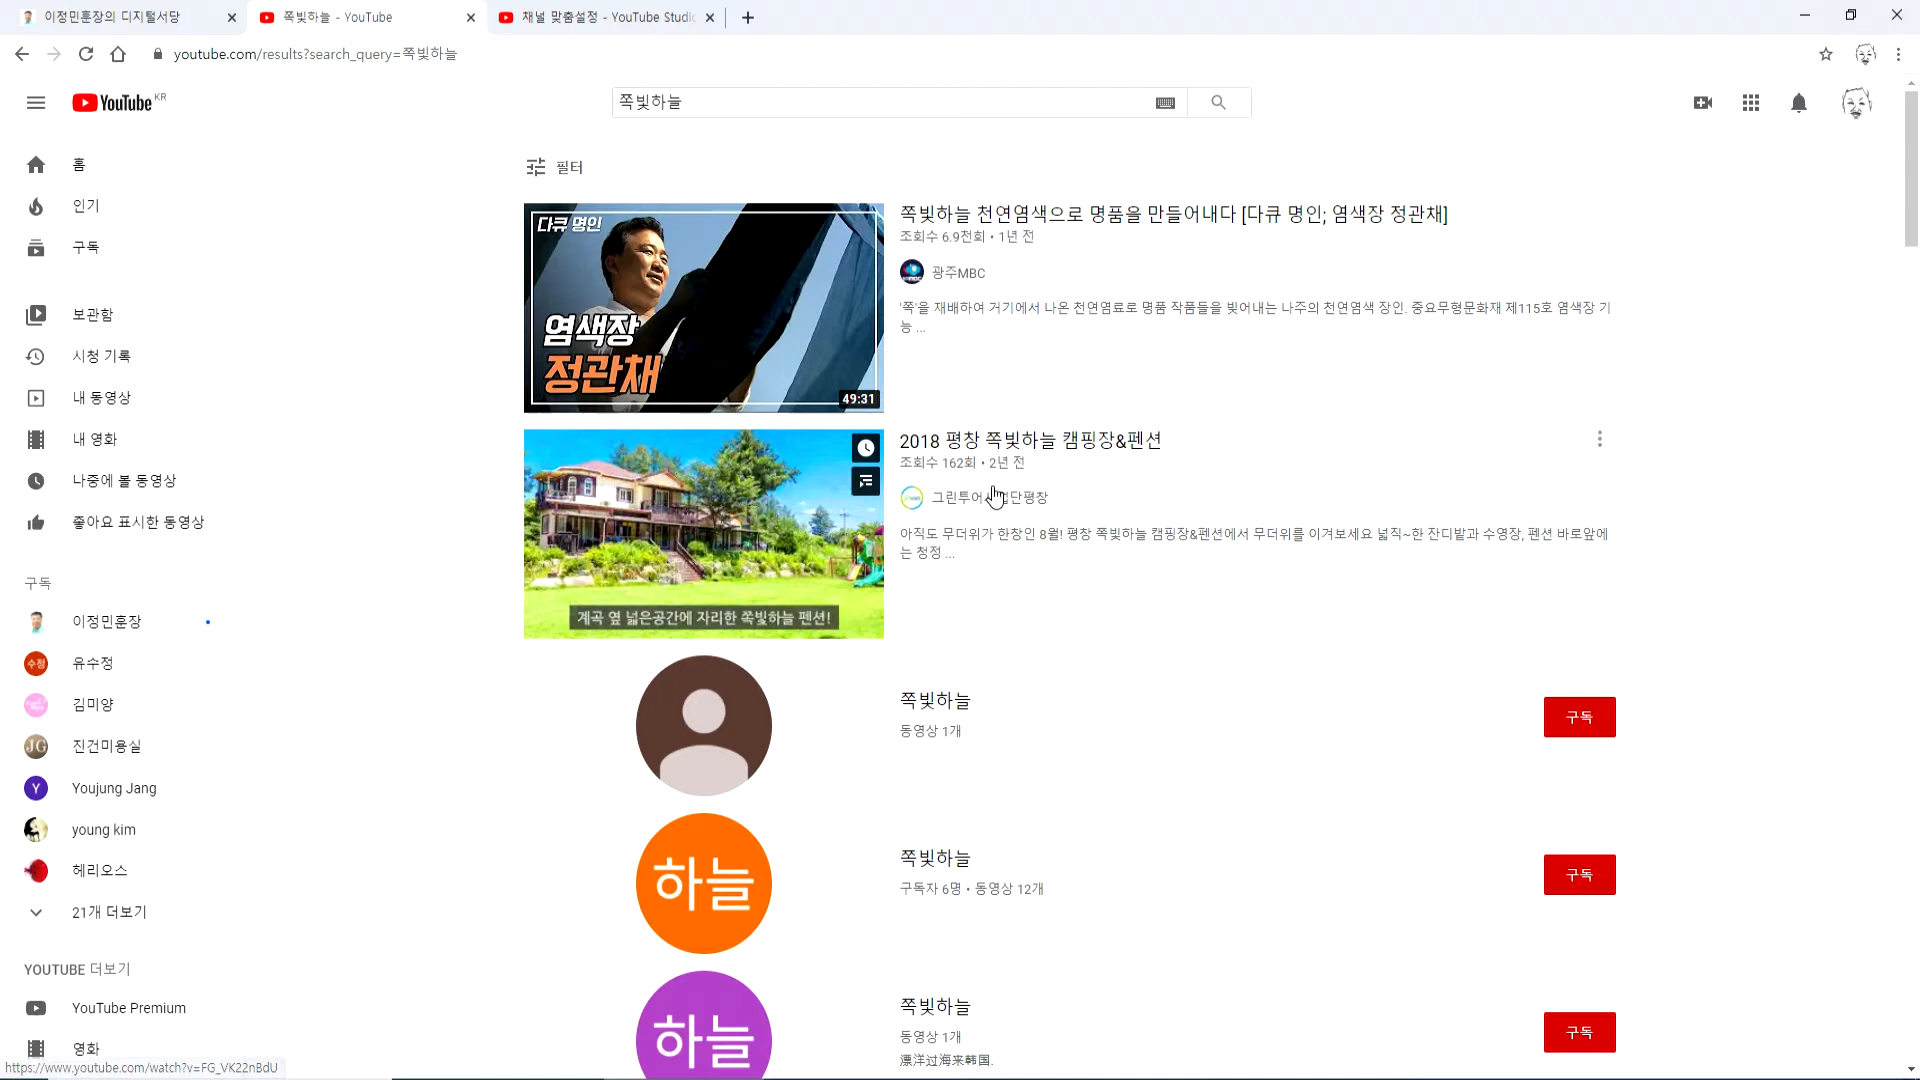 이정민훈장의 디지털서당
쪽빛하늘 - YouTube
채널 맞춤설정 - YouTube Studio
youtube.com/results?search_query=쪽빛하늘
YouTube KR
쪽빛하늘
홈
인기
구독
보관함
시청 기록
내 동영상
내 영화
나중에 볼 동영상
좋아요 표시한 동영상
구독
이정민훈장
수정
유수정
김미양
JG
진건미용실
Y
Youjung Jang
young kim
헤리오스
21개 더보기
YOUTUBE 더보기
YouTube Premium
영화
https://www.youtube.com/watch?v=FG_VK22nBdU
필터
다큐 명인
염색장
정관채
49:31
쪽빛하늘 천연염색으로 명품을 만들어내다 [다큐 명인; 염색장 정관채]
조회수 6.9천회 • 1년 전
광주MBC
'쪽'을 재배하여 거기에서 나온 천연염료로 명품 작품들을 빚어내는 나주의 천연염색 장인. 중요무형문화재 제115호 염색장 기
능 ...
계곡 옆 넓은공간에 자리한 쪽빛하늘 펜션!
2018 평창 쪽빛하늘 캠핑장&펜션
조회수 162회 • 2년 전
그린투어사업단평창
아직도 무더위가 한창인 8월! 평창 쪽빛하늘 캠핑장&펜션에서 무더위를 이겨보세요 넓직~한 잔디밭과 수영장, 펜션 바로앞에
는 청정 ...
쪽빛하늘
동영상 1개
구독
하늘
쪽빛하늘
구독자 6명 • 동영상 12개
구독
하늘
쪽빛하늘
동영상 1개
漂洋过海来韩国.
구독